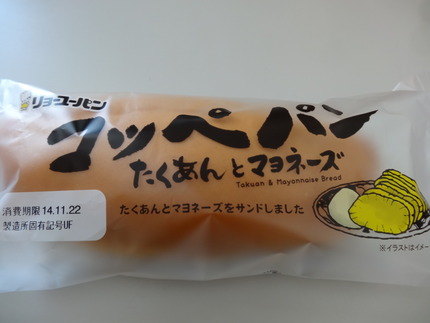 リョーユーパン
コッペパン
たくあんとマヨネーズ
Takuan & Mayonnaise Bread
消費期限 14.11.22
製造所固有記号UF
たくあんとマヨネーズをサンドしました
※イラストはイメー